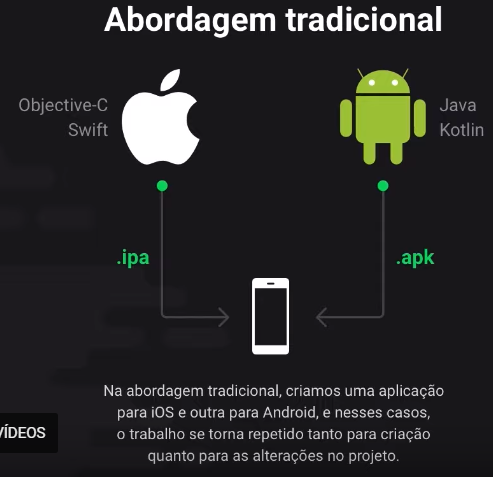 Abordagem tradicional
Objective-C
Swift
Java
Kotlin
.ipa
.apk
Na abordagem tradicional, criamos uma aplicação
para iOS e outra para Android, e nesses casos,
o trabalho se torna repetido tanto para criação
quanto para as alterações no projeto.
VÍDEOS